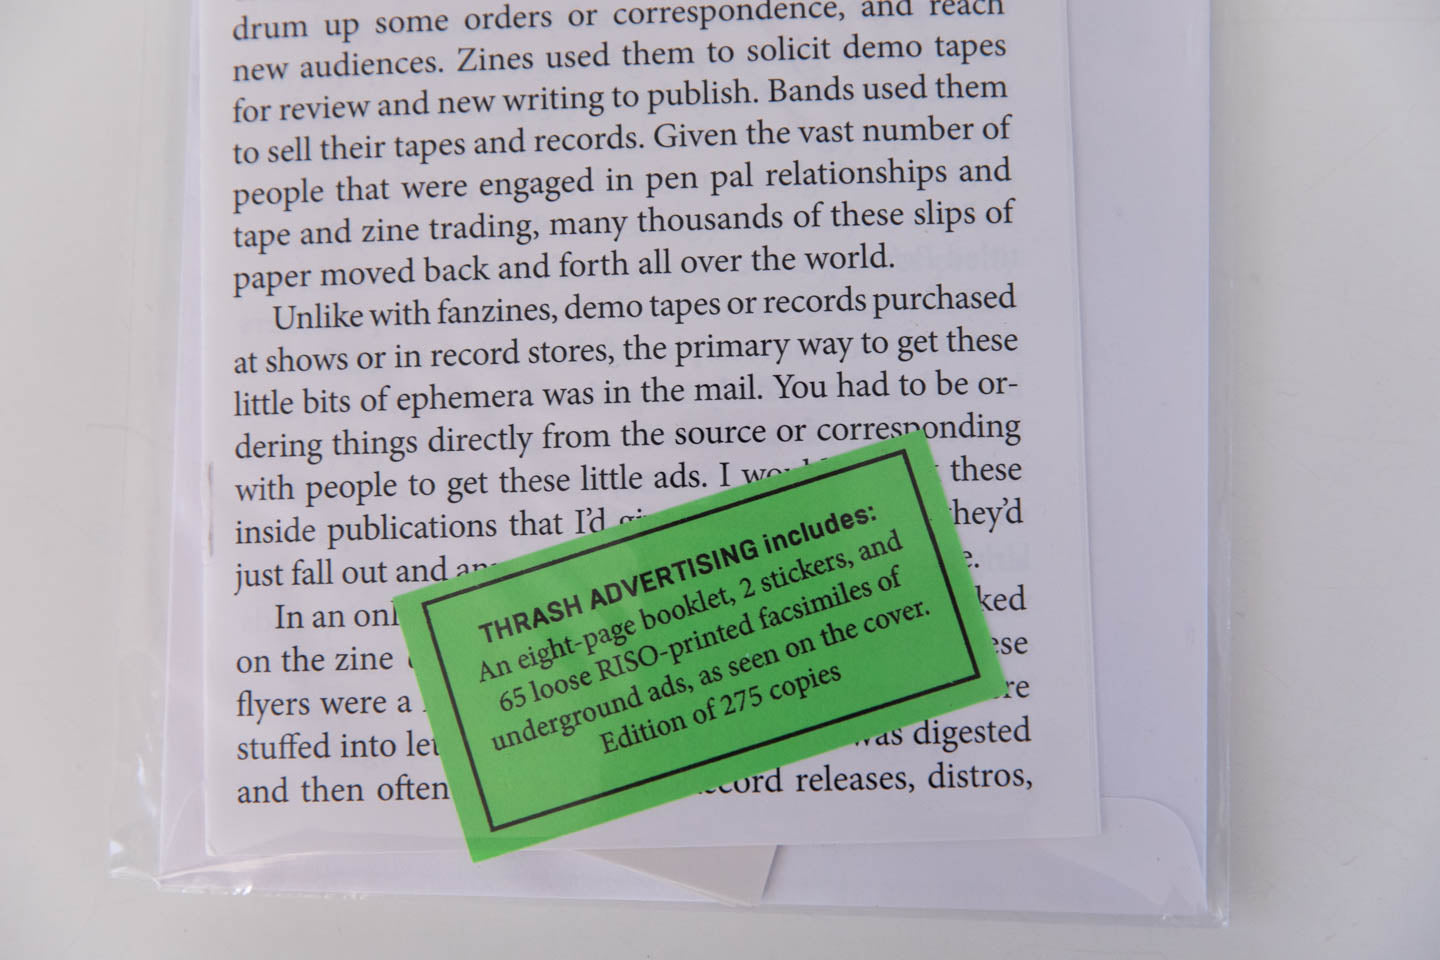 drum up some orders or correspondence, and reach
new audiences. Zines used them to solicit demo tapes
for review and new writing to publish. Bands used them
to sell their tapes and records. Given the vast number of
people that were engaged in pen pal relationships and
tape and zine trading, many thousands of these slips of
paper moved back and forth all over the world.
Unlike with fanzines, demo tapes or records purchased
at shows or in record stores, the primary way to get these
little bits of ephemera was in the mail. You had to be or-
dering things directly from the source or corresponding
with people to get these little ads. I these
inside publications that I'd they'd
just fall out and
In an
on the zine
flyers were a
stuffed into was digested
and then often record releases, distros,
THRASH ADVERTISING includes:
An eight-page booklet, 2 stickers, and
65 loose RISO-printed facsimiles of
underground ads, as seen on the cover.
Edition of 275 copies